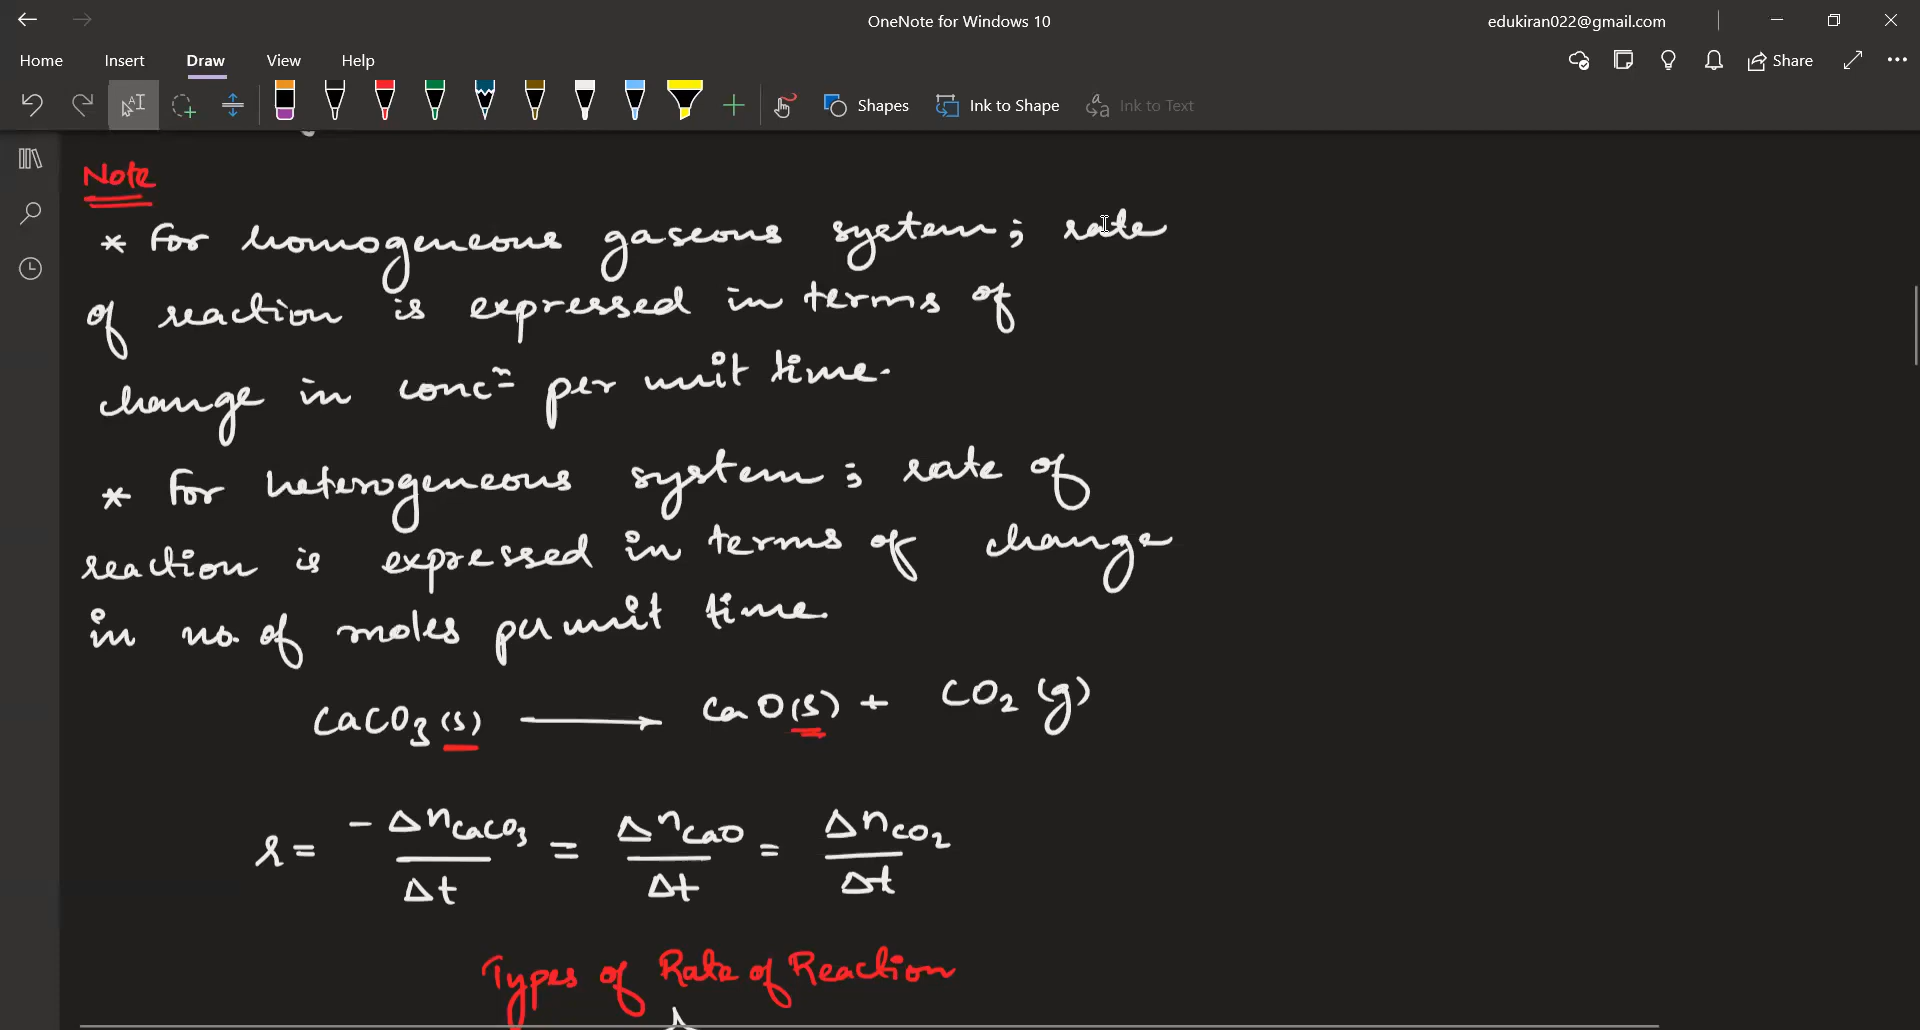 OneNote for Windows 10
edukiran022@gmail.com
Home Insert Draw View Help
Share
Shapes Ink to Shape Ink to Text
Note
* For homogeneous gaseous system; rate
of reaction is expressed in terms of
change in concⁿ per unit time.
* For heterogeneous system; rate of
reaction is expressed in terms of change
in no. of moles per unit time.
CaCO₃(s) ⟶ CaO(s) + CO₂(g)
r = -Δn_CaCO₃/Δt = Δn_CaO/Δt = Δn_CO₂/Δt
Types of Rate of Reaction